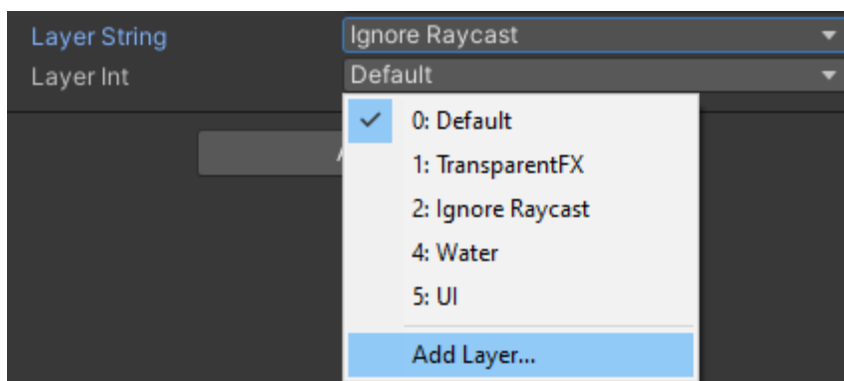 Layer String Ignore Raycast
Layer Int Default
0: Default
1: TransparentFX
2: Ignore Raycast
4: Water
5: UI
Add Layer...